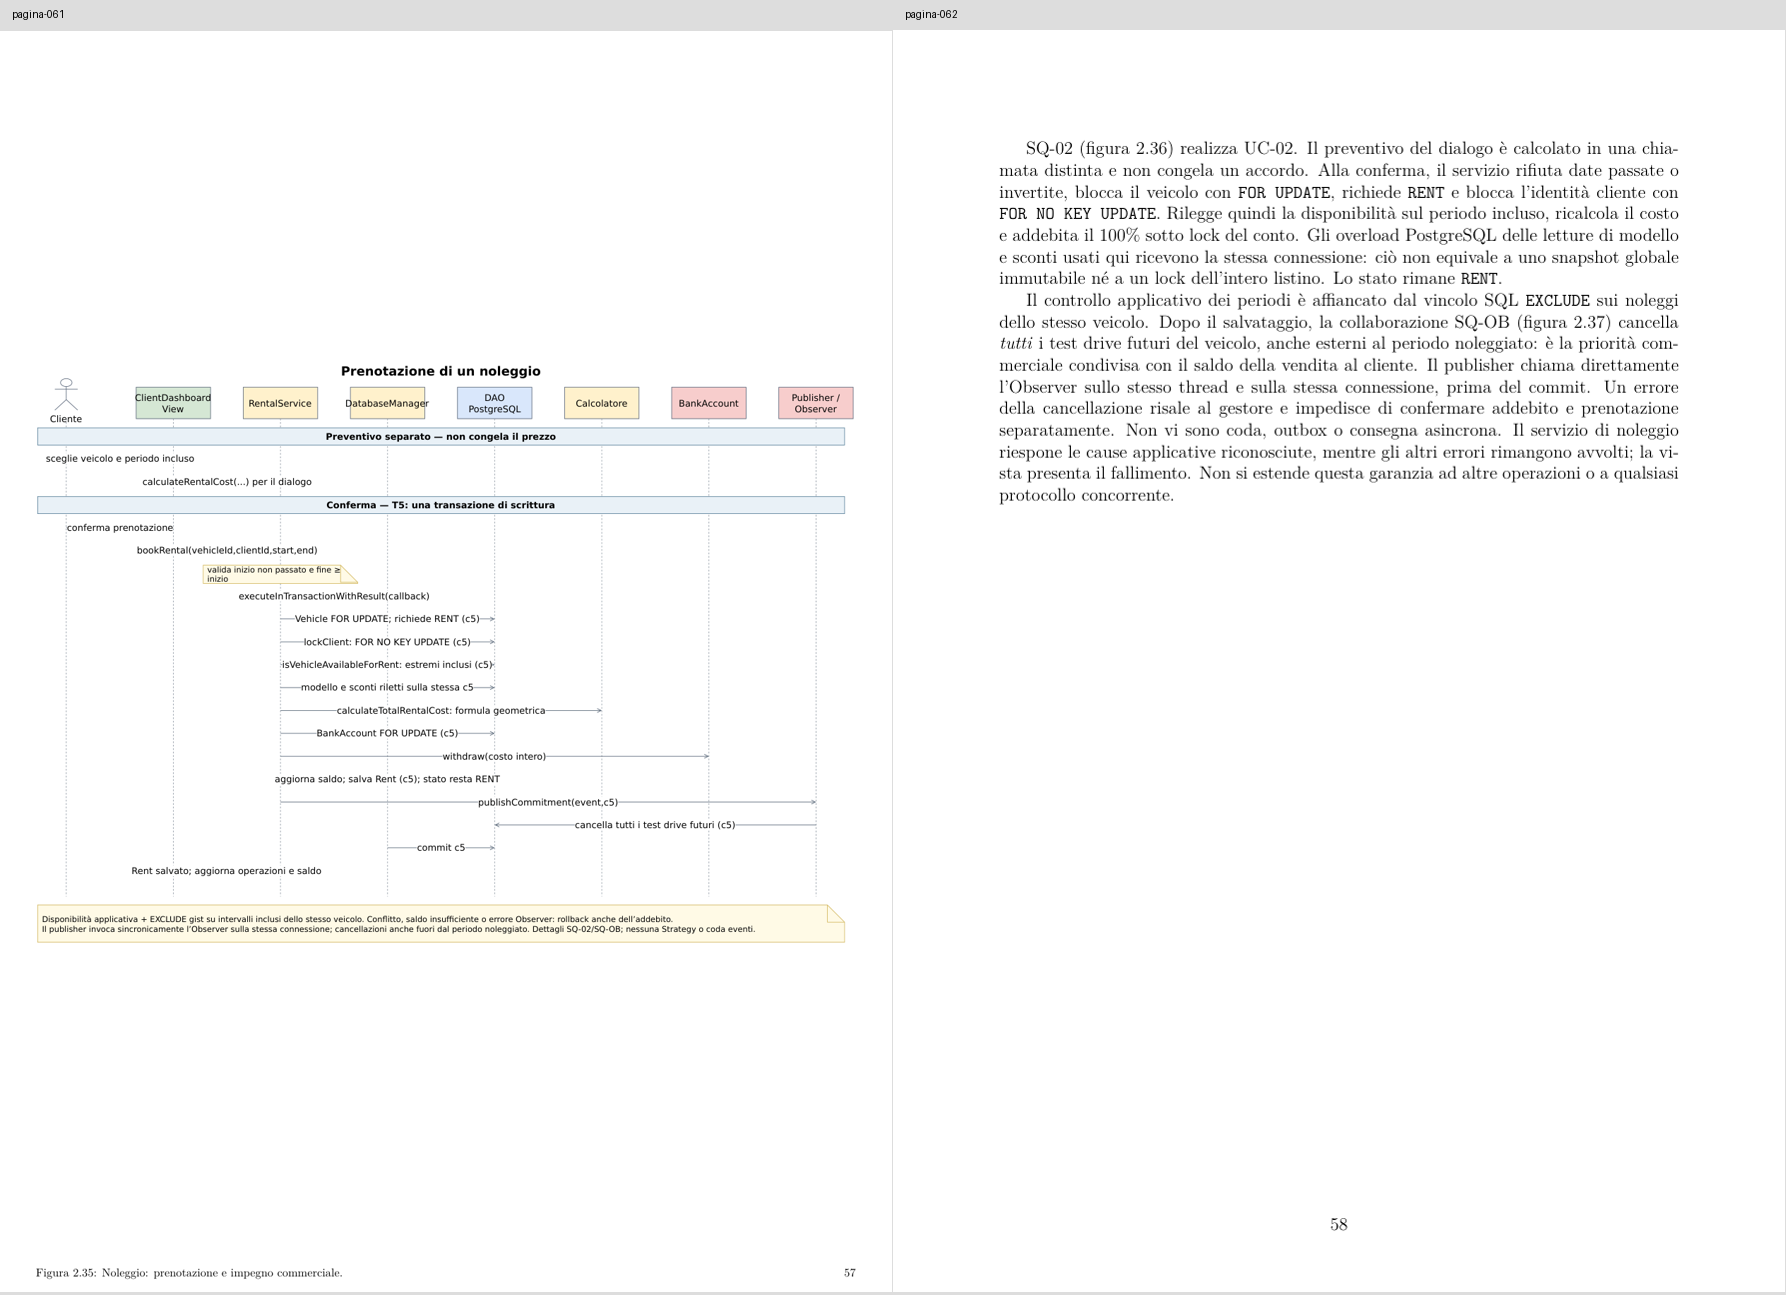 pagina-061
Prenotazione di un noleggio
Cliente
ClientDashboard
View
RentalService
DatabaseManager
DAO
PostgreSQL
Calcolatore
BankAccount
Publisher /
Observer
Preventivo separato — non congela il prezzo
sceglie veicolo e periodo incluso
calculateRentalCost(...) per il dialogo
Conferma — T5: una transazione di scrittura
conferma prenotazione
bookRental(vehicleId,clientId,start,end)
valida inizio non passato e fine ≥
inizio
executeInTransactionWithResult(callback)
Vehicle FOR UPDATE; richiede RENT (c5)
lockClient: FOR NO KEY UPDATE (c5)
isVehicleAvailableForRent: estremi inclusi (c5)
modello e sconti riletti sulla stessa c5
calculateTotalRentalCost: formula geometrica
BankAccount FOR UPDATE (c5)
withdraw(costo intero)
aggiorna saldo; salva Rent (c5); stato resta RENT
publishCommitment(event,c5)
cancella tutti i test drive futuri (c5)
commit c5
Rent salvato; aggiorna operazioni e saldo
Disponibilità applicativa + EXCLUDE gist su intervalli inclusi dello stesso veicolo. Conflitto, saldo insufficiente o errore Observer: rollback anche dell'addebito.
Il publisher invoca sincronicamente l'Observer sulla stessa connessione; cancellazioni anche fuori dal periodo noleggiato. Dettagli SQ-02/SQ-OB; nessuna Strategy o coda eventi.
Figura 2.35: Noleggio: prenotazione e impegno commerciale.
57
pagina-062
SQ-02 (figura 2.36) realizza UC-02. Il preventivo del dialogo è calcolato in una chia-
mata distinta e non congela un accordo. Alla conferma, il servizio rifiuta date passate o
invertite, blocca il veicolo con FOR UPDATE, richiede RENT e blocca l'identità cliente con
FOR NO KEY UPDATE. Rilegge quindi la disponibilità sul periodo incluso, ricalcola il costo
e addebita il 100% sotto lock del conto. Gli overload PostgreSQL delle letture di modello
e sconti usati qui ricevono la stessa connessione: ciò non equivale a uno snapshot globale
immutabile né a un lock dell'intero listino. Lo stato rimane RENT.
Il controllo applicativo dei periodi è affiancato dal vincolo SQL EXCLUDE sui noleggi
dello stesso veicolo. Dopo il salvataggio, la collaborazione SQ-OB (figura 2.37) cancella
tutti i test drive futuri del veicolo, anche esterni al periodo noleggiato: è la priorità com-
merciale condivisa con il saldo della vendita al cliente. Il publisher chiama direttamente
l'Observer sullo stesso thread e sulla stessa connessione, prima del commit. Un errore
della cancellazione risale al gestore e impedisce di confermare addebito e prenotazione
separatamente. Non vi sono coda, outbox o consegna asincrona. Il servizio di noleggio
riespone le cause applicative riconosciute, mentre gli altri errori rimangono avvolti; la vi-
sta presenta il fallimento. Non si estende questa garanzia ad altre operazioni o a qualsiasi
protocollo concorrente.
58